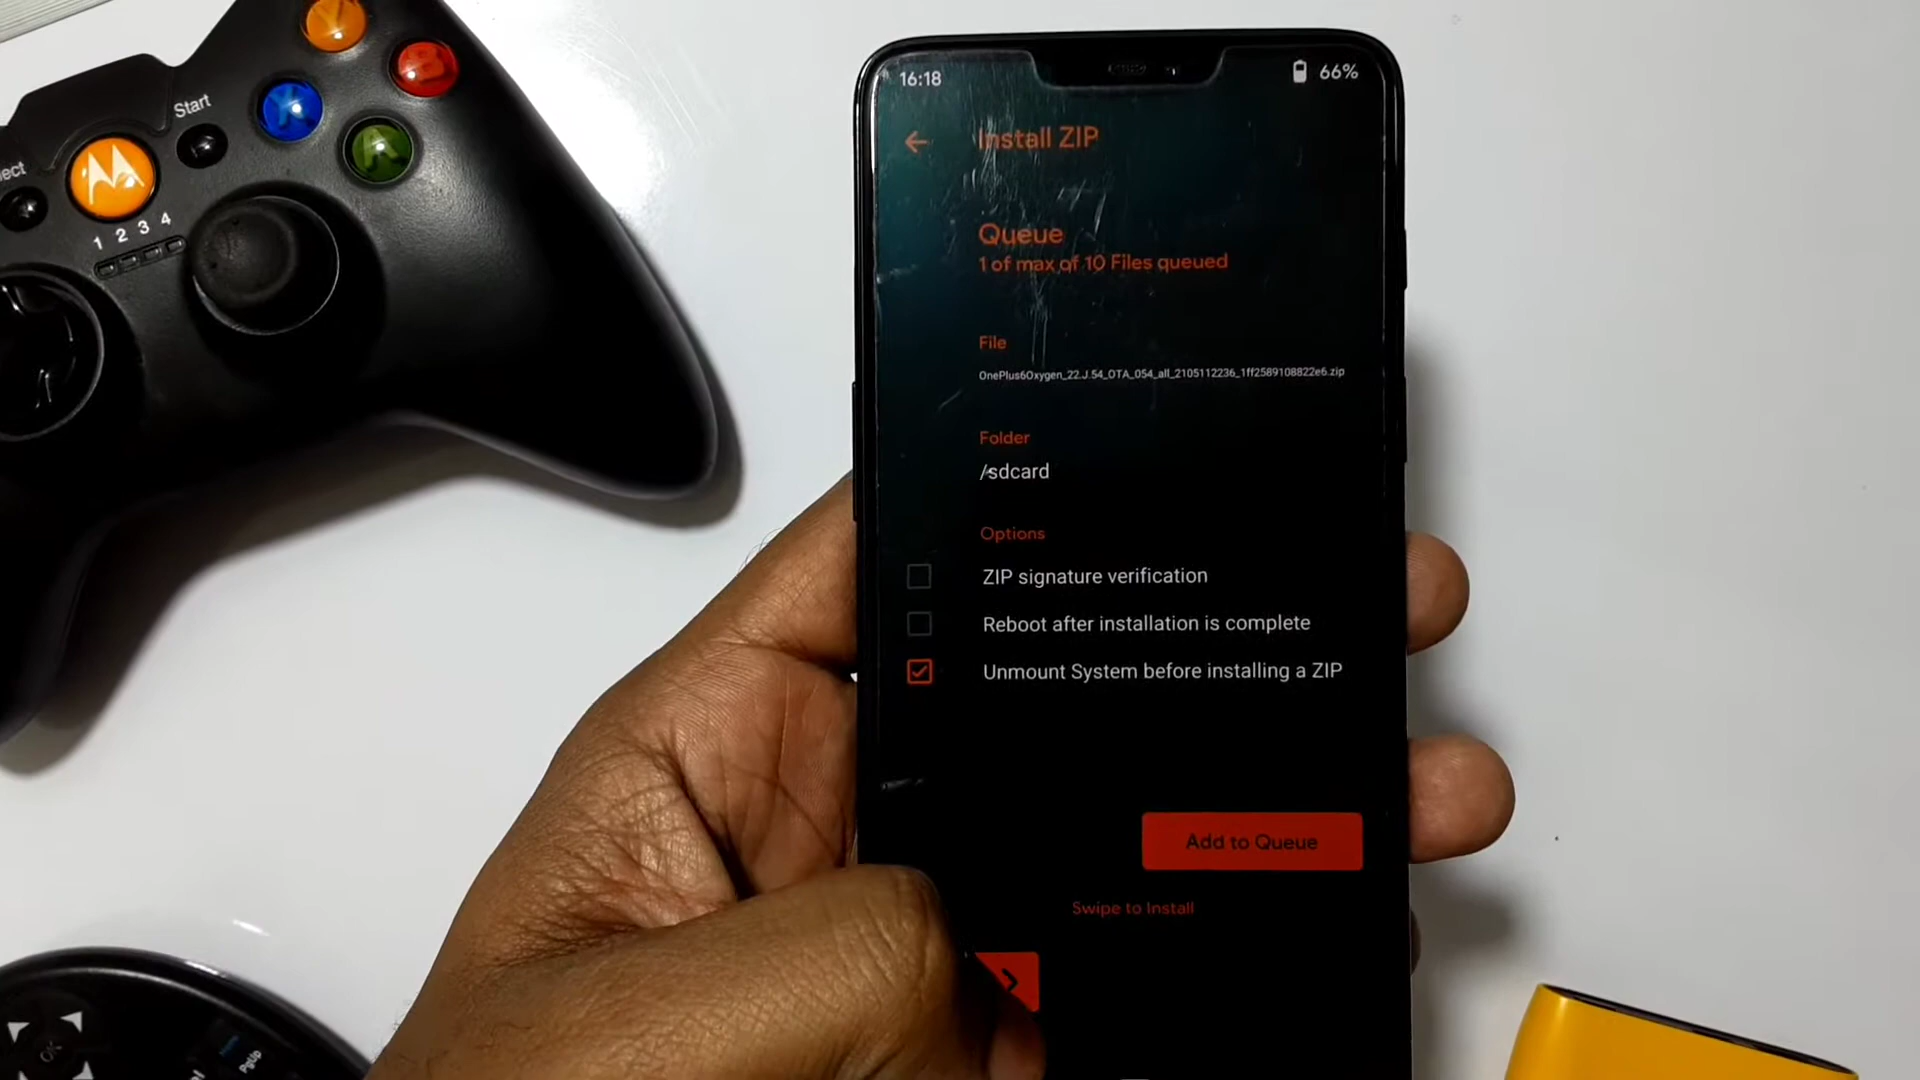 Start
1 2 3 4
Y
B
X
A
16:18
66%
Install ZIP
Queue
1 of max of 10 Files queued
File
OnePlus6Oxygen_22.J.54_OTA_054_all_2105112236_1ff2589108822e6.zip
Folder
/sdcard
Options
ZIP signature verification
Reboot after installation is complete
Unmount System before installing a ZIP
Add to Queue
Swipe to Install
OK
PgUp